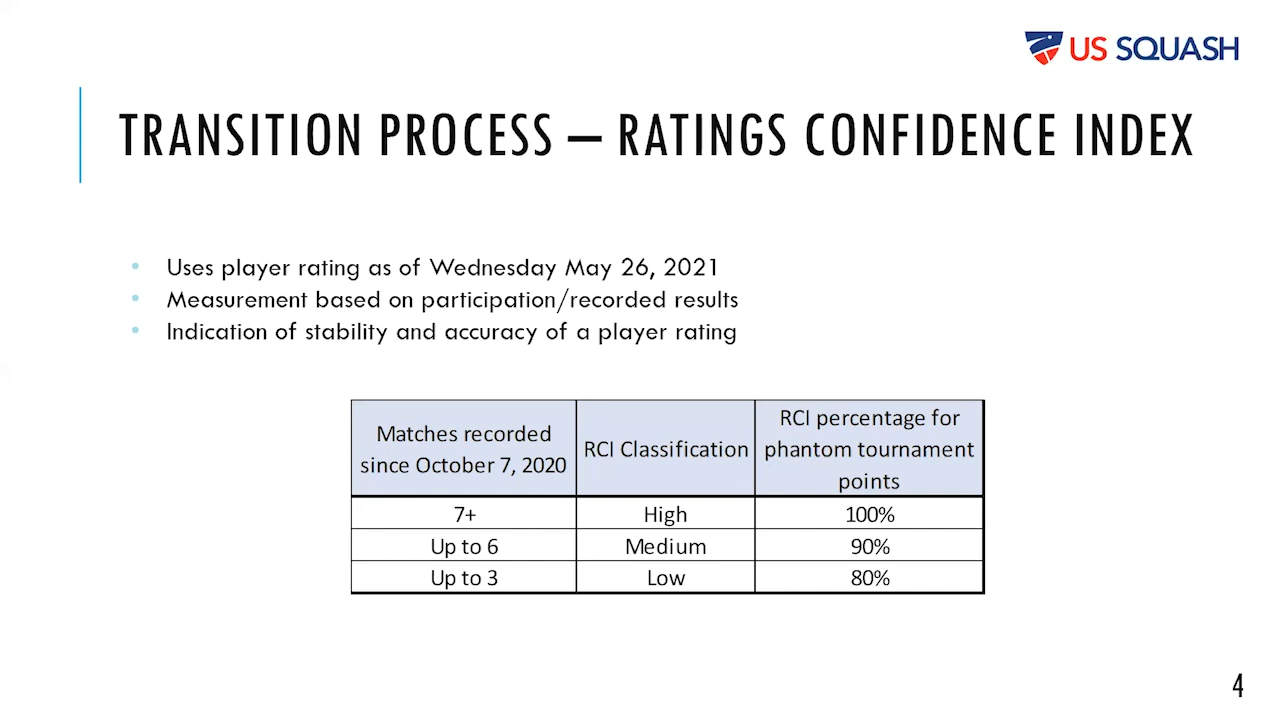 US SQUASH
TRANSITION PROCESS – RATINGS CONFIDENCE INDEX
• Uses player rating as of Wednesday May 26, 2021
• Measurement based on participation/recorded results
• Indication of stability and accuracy of a player rating
Matches recorded
since October 7, 2020
RCI Classification
RCI percentage for
phantom tournament
points
7+ High 100%
Up to 6 Medium 90%
Up to 3 Low 80%
4